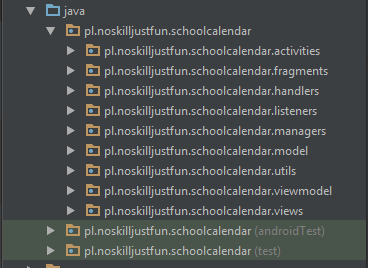 java
pl.noskilljustfun.schoolcalendar
pl.noskilljustfun.schoolcalendar.activities
pl.noskilljustfun.schoolcalendar.fragments
pl.noskilljustfun.schoolcalendar.handlers
pl.noskilljustfun.schoolcalendar.listeners
pl.noskilljustfun.schoolcalendar.managers
pl.noskilljustfun.schoolcalendar.model
pl.noskilljustfun.schoolcalendar.utils
pl.noskilljustfun.schoolcalendar.viewmodel
pl.noskilljustfun.schoolcalendar.views
pl.noskilljustfun.schoolcalendar (androidTest)
pl.noskilljustfun.schoolcalendar (test)